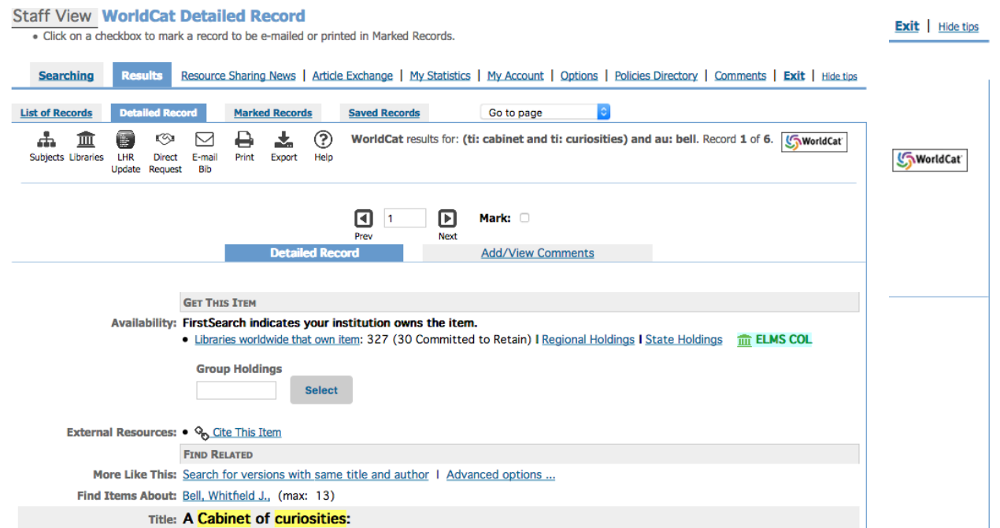 Staff View WorldCat Detailed Record
• Click on a checkbox to mark a record to be e-mailed or printed in Marked Records.
Exit | Hide tips
Searching Results Resource Sharing News | Article Exchange | My Statistics | My Account | Options | Policies Directory | Comments | Exit | Hide tips
List of Records Detailed Record Marked Records Saved Records Go to page
WorldCat results for: (ti: cabinet and ti: curiosities) and au: bell. Record 1 of 6. WorldCat
Subjects Libraries LHR Update Direct Request E-mail Bib Print Export Help
WorldCat
1 Mark:
Prev Next
Detailed Record Add/View Comments
GET THIS ITEM
Availability: FirstSearch indicates your institution owns the item.
• Libraries worldwide that own item: 327 (30 Committed to Retain) | Regional Holdings | State Holdings ELMS COL
Group Holdings
Select
External Resources: • Cite This Item
FIND RELATED
More Like This: Search for versions with same title and author | Advanced options ...
Find Items About: Bell, Whitfield J., (max: 13)
Title: A Cabinet of curiosities: